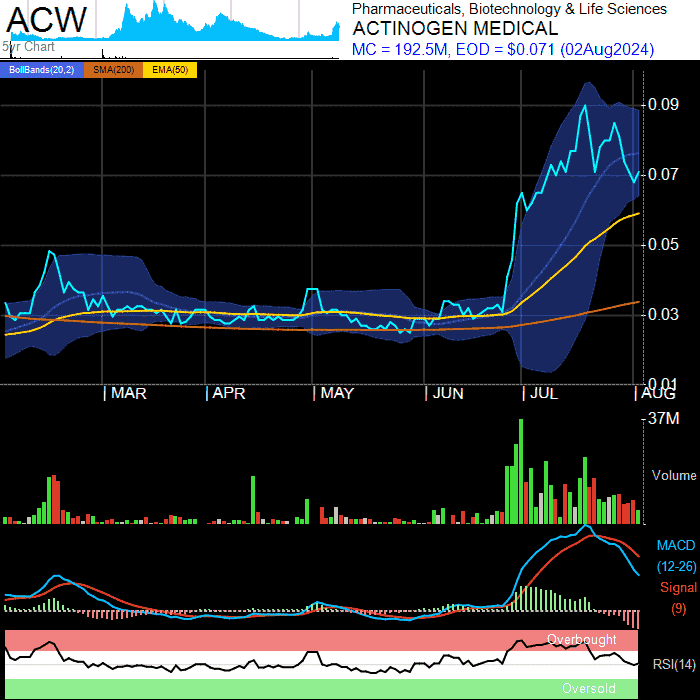 ACW
5yr Chart
Pharmaceuticals, Biotechnology & Life Sciences
ACTINOGEN MEDICAL
MC = 192.5M, EOD = $0.071 (02Aug2024)
BollBands(20,2) SMA(200) EMA(50)
0.09
0.07
0.05
0.03
0.01
| MAR | APR | MAY | JUN | JUL | AUG
37M
Volume
MACD
(12-26)
Signal
(9)
Overbought
RSI(14)
Oversold